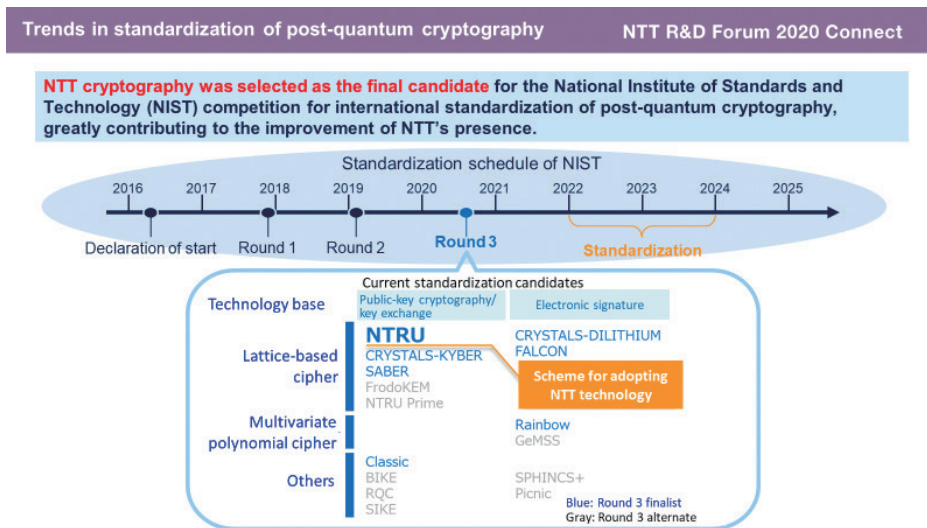 Trends in standardization of post-quantum cryptography
NTT R&D Forum 2020 Connect
NTT cryptography was selected as the final candidate for the National Institute of Standards and
Technology (NIST) competition for international standardization of post-quantum cryptography,
greatly contributing to the improvement of NTT's presence.
Standardization schedule of NIST
2016 2017 2018 2019 2020 2021 2022 2023 2024 2025
Declaration of start Round 1 Round 2 Round 3 Standardization
Current standardization candidates
Technology base
Public-key cryptography/
key exchange
Electronic signature
Lattice-based
cipher
NTRU
CRYSTALS-KYBER
SABER
FrodoKEM
NTRU Prime
CRYSTALS-DILITHIUM
FALCON
Scheme for adopting
NTT technology
Multivariate
polynomial cipher
Rainbow
GeMSS
Others
Classic
BIKE
RQC
SIKE
SPHINCS+
Picnic
Blue: Round 3 finalist
Gray: Round 3 alternate